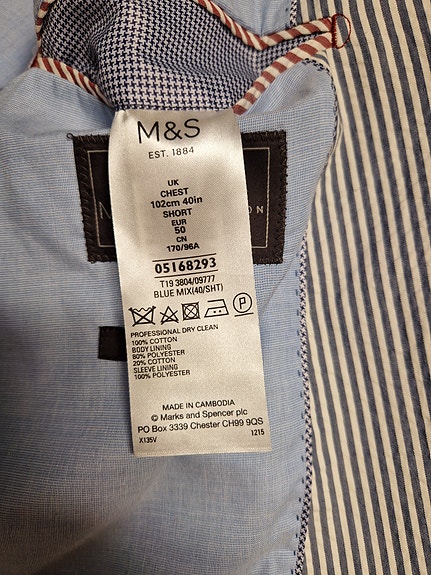 M&S
EST. 1884
UK
CHEST
102cm 40in
SHORT
EUR
50
CN
170/96A
05168293
T19 3804/09777
BLUE MIX(40/SHT)
P
PROFESSIONAL DRY CLEAN
100% COTTON
BODY LINING
80% POLYESTER
20% COTTON
SLEEVE LINING
100% POLYESTER
MADE IN CAMBODIA
© Marks and Spencer plc
PO Box 3339 Chester CH99 9QS
X135V 1215